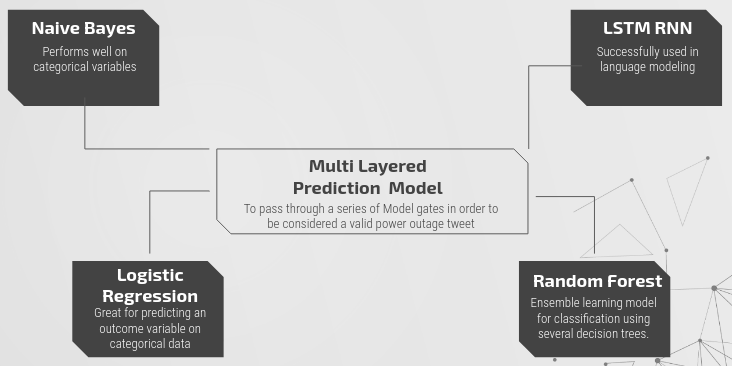 Naive Bayes
Performs well on
categorical variables
LSTM RNN
Successfully used in
language modeling
Multi Layered
Prediction Model
To pass through a series of Model gates in order to
be considered a valid power outage tweet
Logistic
Regression
Great for predicting an
outcome variable on
categorical data
Random Forest
Ensemble learning model
for classification using
several decision trees.